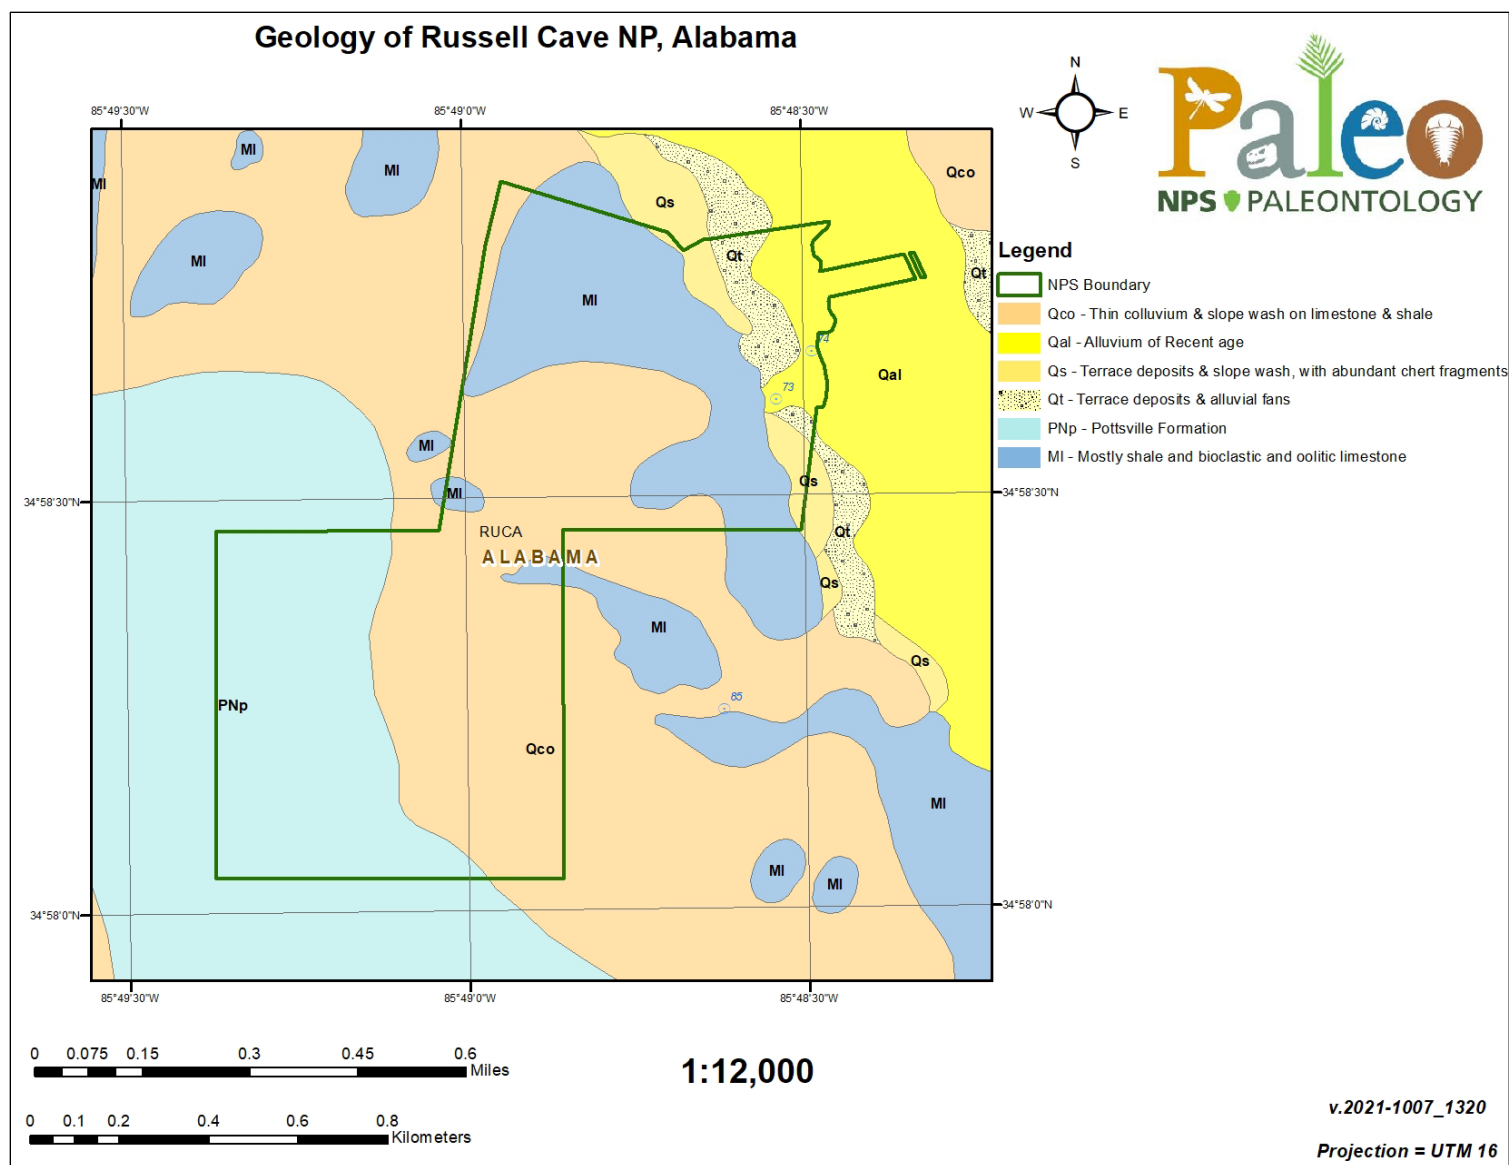 Geology of Russell Cave NP, Alabama
N
W
E
S
Paleo
NPS PALEONTOLOGY
85°49'30"W
85°49'0"W
85°48'30"W
Ml
Ml
Ml
Qco
Ml
Qs
Ml
Qt
Qt
Ml
74
Qal
73
Ml
34°58'30"N
Ml
Qs
34°58'30"N
RUCA
Qt
ALABAMA
Qs
Ml
Qs
85
PNp
Qco
Ml
Ml
Ml
34°58'0"N
34°58'0"N
85°49'30"W
85°49'0"W
85°48'30"W
Legend
NPS Boundary
Qco - Thin colluvium & slope wash on limestone & shale
Qal - Alluvium of Recent age
Qs - Terrace deposits & slope wash, with abundant chert fragments
Qt - Terrace deposits & alluvial fans
PNp - Pottsville Formation
Ml - Mostly shale and bioclastic and oolitic limestone
0 0.075 0.15 0.3 0.45 0.6
Miles
0 0.1 0.2 0.4 0.6 0.8
Kilometers
1:12,000
v.2021-1007_1320
Projection = UTM 16